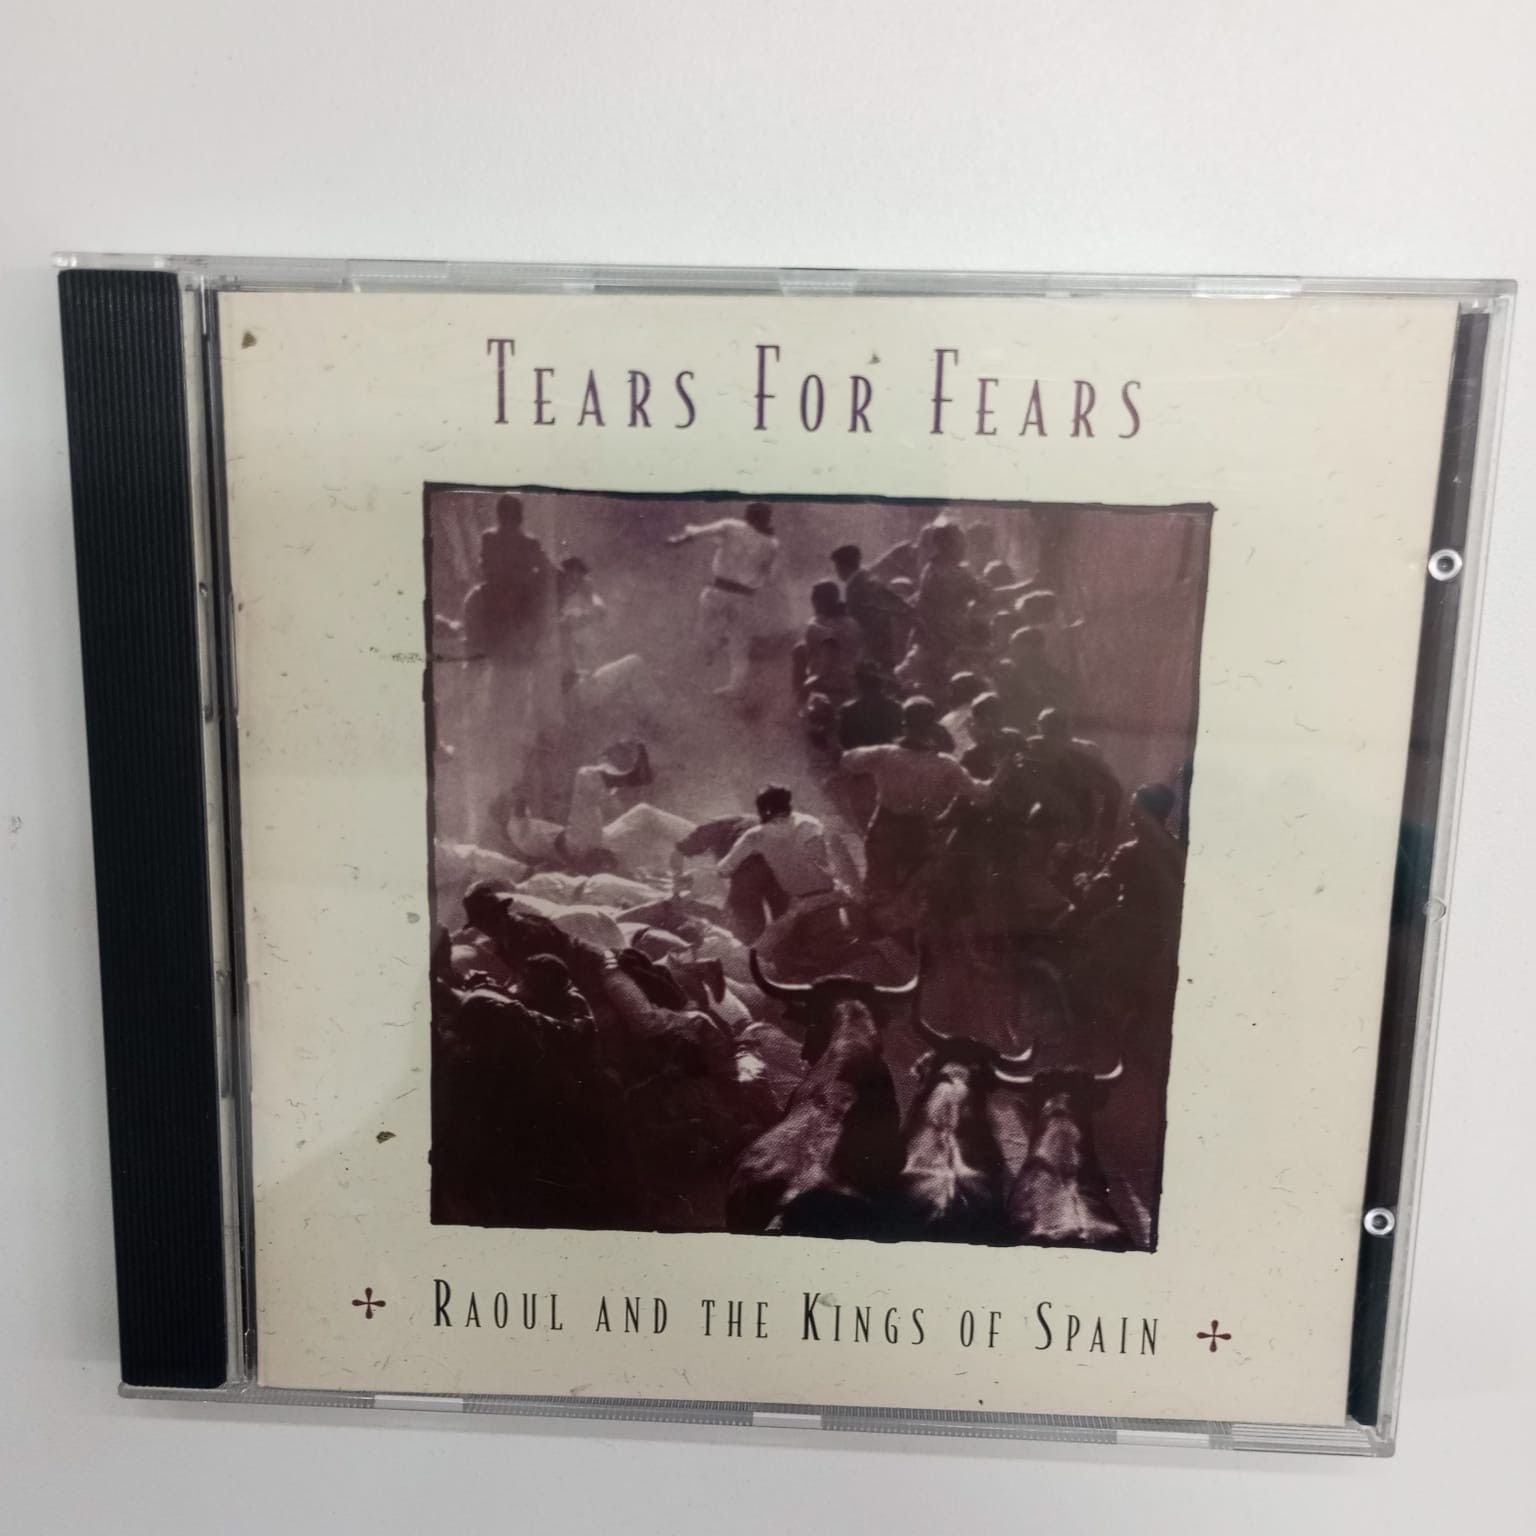 TEARS FOR FEARS
RAOUL AND THE KINGS OF SPAIN